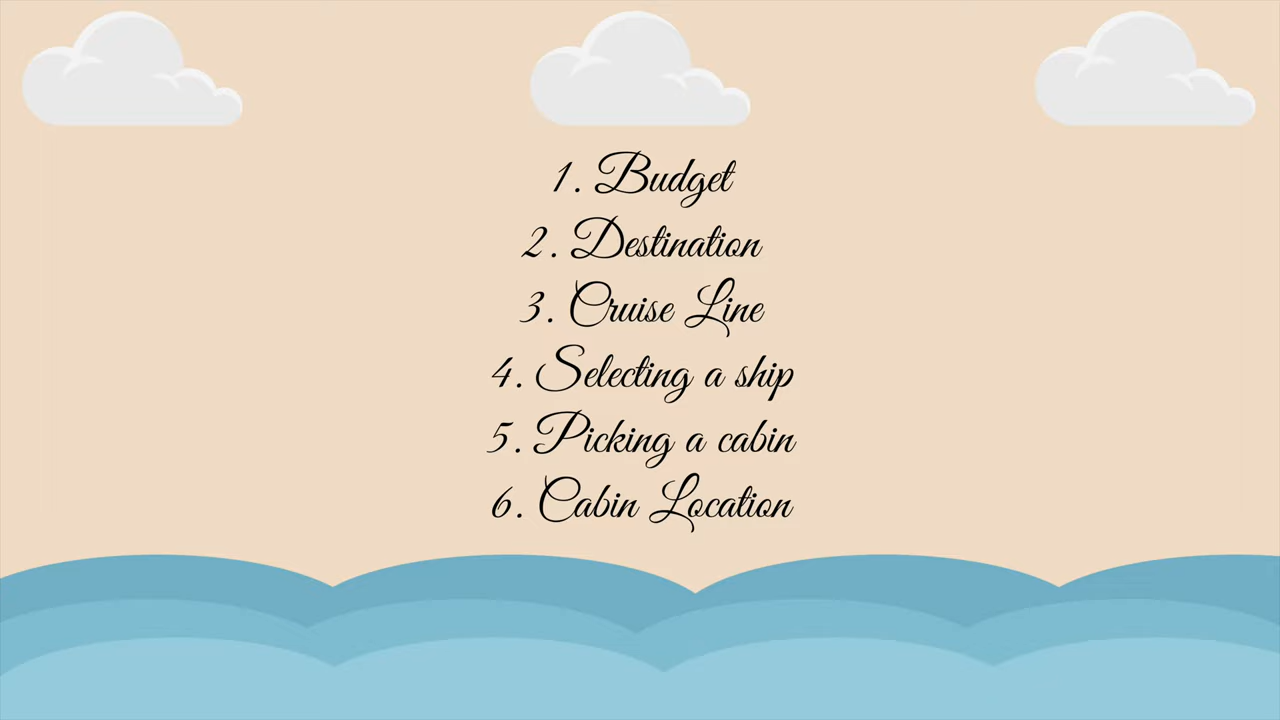 1. Budget
2. Destination
3. Cruise Line
4. Selecting a ship
5. Picking a cabin
6. Cabin Location